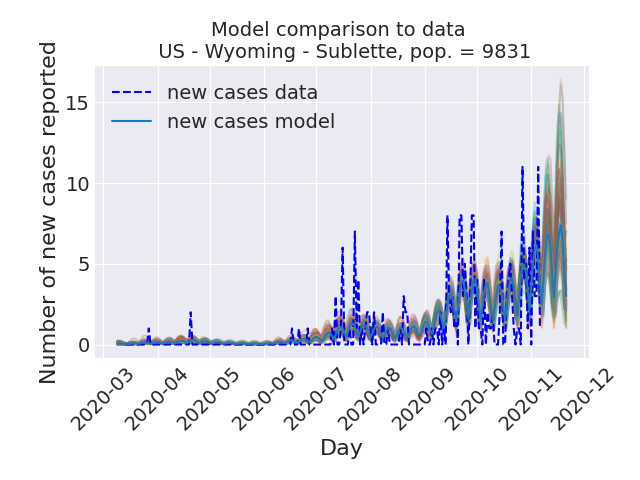 Model comparison to data
US - Wyoming - Sublette, pop. = 9831
Number of new cases reported
15
10
5
0
new cases data
new cases model
2020-03
2020-04
2020-05
2020-06
2020-07
2020-08
2020-09
2020-10
2020-11
2020-12
Day